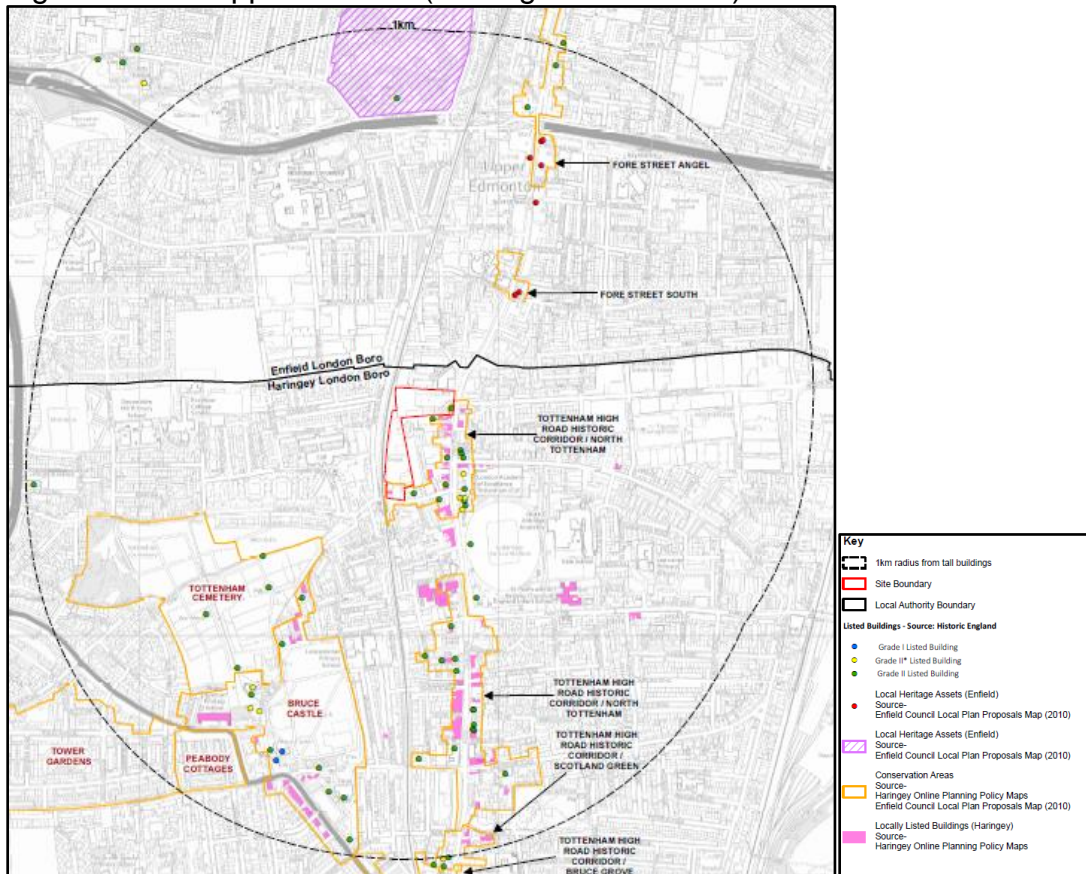 1km
FORE STREET ANGEL
Upper
Edmonton
FORE STREET SOUTH
Enfield London Boro
Haringey London Boro
TOTTENHAM HIGH
ROAD HISTORIC
CORRIDOR / NORTH
TOTTENHAM
TOTTENHAM
CEMETERY
BRUCE
CASTLE
TOWER
GARDENS
PEABODY
COTTAGES
TOTTENHAM HIGH
ROAD HISTORIC
CORRIDOR / NORTH
TOTTENHAM
TOTTENHAM HIGH
ROAD HISTORIC
CORRIDOR /
SCOTLAND GREEN
TOTTENHAM HIGH
ROAD HISTORIC
CORRIDOR /
BRUCE GROVE
Key
1km radius from tall buildings
Site Boundary
Local Authority Boundary
Listed Buildings - Source: Historic England
Grade I Listed Building
Grade II* Listed Building
Grade II Listed Building
Local Heritage Assets (Enfield)
Source-
Enfield Council Local Plan Proposals Map (2010)
Local Heritage Assets (Enfield)
Source-
Enfield Council Local Plan Proposals Map (2010)
Conservation Areas
Source-
Haringey Online Planning Policy Maps
Enfield Council Local Plan Proposals Map (2010)
Locally Listed Buildings (Haringey)
Source-
Haringey Online Planning Policy Maps